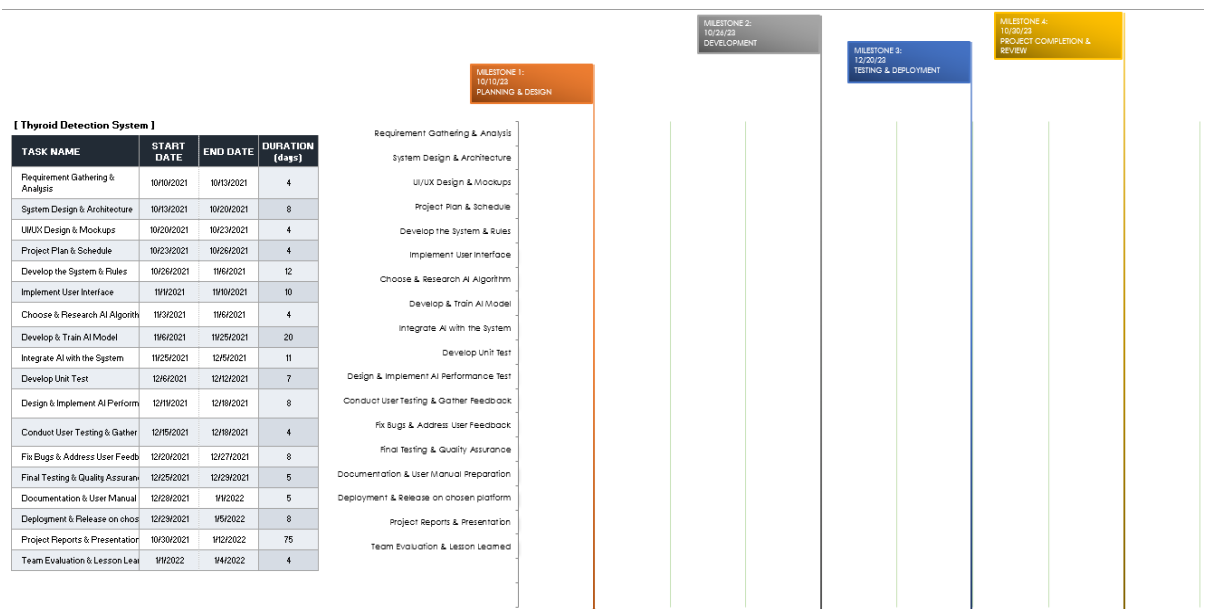 MILESTONE 2:
10/26/23
DEVELOPMENT
MILESTONE 4:
10/30/23
PROJECT COMPLETION &
REVIEW
MILESTONE 3:
12/20/23
TESTING & DEPLOYMENT
MILESTONE 1:
10/10/23
PLANNING & DESIGN
[ Thyroid Detection System ]
TASK NAME START DATE END DATE DURATION (days)
Requirement Gathering & Analysis 10/10/2021 10/13/2021 4
System Design & Architecture 10/13/2021 10/20/2021 8
UI/UX Design & Mockups 10/20/2021 10/23/2021 4
Project Plan & Schedule 10/23/2021 10/26/2021 4
Develop the System & Rules 10/26/2021 11/6/2021 12
Implement User Interface 11/1/2021 11/10/2021 10
Choose & Research AI Algorith 11/3/2021 11/6/2021 4
Develop & Train AI Model 11/6/2021 11/25/2021 20
Integrate AI with the System 11/25/2021 12/5/2021 11
Develop Unit Test 12/6/2021 12/12/2021 7
Design & Implement AI Perform 12/11/2021 12/18/2021 8
Conduct User Testing & Gather 12/15/2021 12/18/2021 4
Fix Bugs & Address User Feedb 12/20/2021 12/27/2021 8
Final Testing & Quality Assuran 12/25/2021 12/29/2021 5
Documentation & User Manual 12/28/2021 1/1/2022 5
Deployment & Release on chos 12/29/2021 1/5/2022 8
Project Reports & Presentation 10/30/2021 1/12/2022 75
Team Evaluation & Lesson Lear 1/1/2022 1/4/2022 4
Requirement Gathering & Analysis
System Design & Architecture
UI/UX Design & Mockups
Project Plan & Schedule
Develop the System & Rules
Implement User Interface
Choose & Research AI Algorithm
Develop & Train AI Model
Integrate AI with the System
Develop Unit Test
Design & Implement AI Performance Test
Conduct User Testing & Gather Feedback
Fix Bugs & Address User Feedback
Final Testing & Quality Assurance
Documentation & User Manual Preparation
Deployment & Release on chosen platform
Project Reports & Presentation
Team Evaluation & Lesson Learned